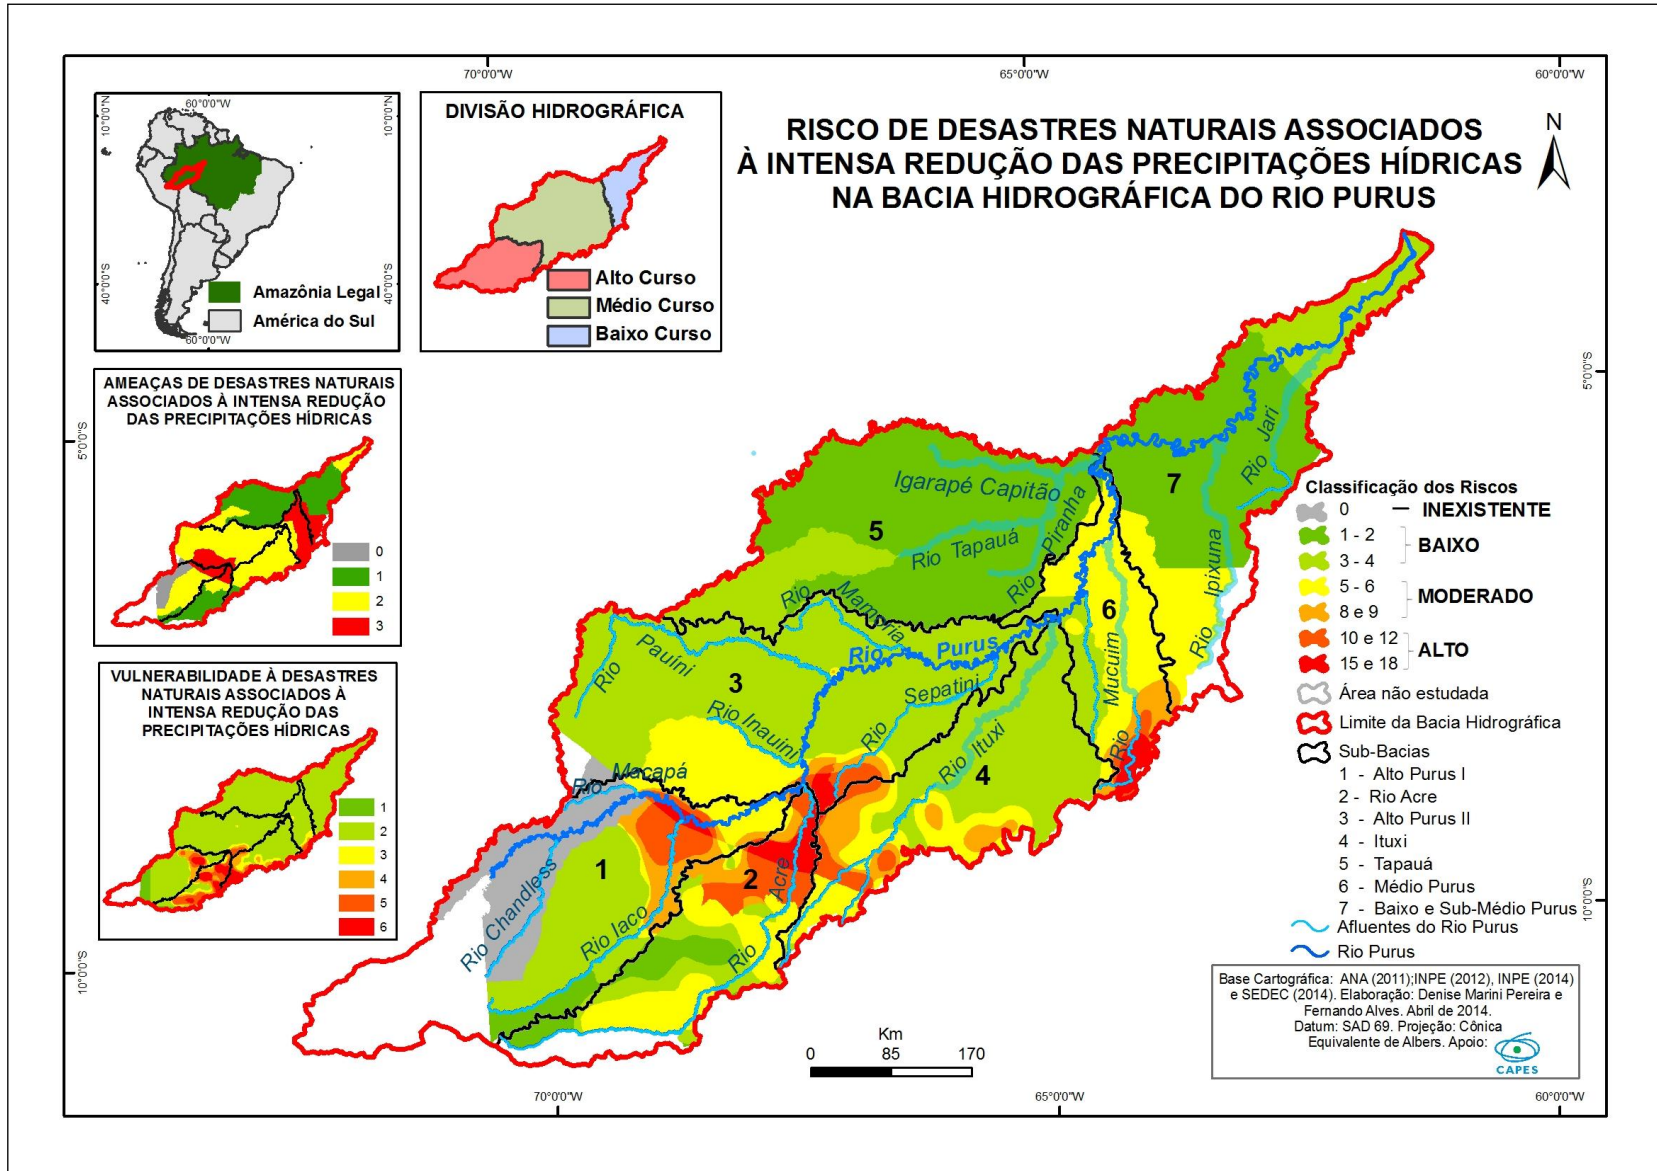 70°0'0"W
65°0'0"W
60°0'0"W
RISCO DE DESASTRES NATURAIS ASSOCIADOS
À INTENSA REDUÇÃO DAS PRECIPITAÇÕES HÍDRICAS
NA BACIA HIDROGRÁFICA DO RIO PURUS
N
60°0'0"W
10°0'0"N
10°0'0"N
40°0'0"S
40°0'0"S
Amazônia Legal
América do Sul
60°0'0"W
DIVISÃO HIDROGRÁFICA
Alto Curso
Médio Curso
Baixo Curso
AMEAÇAS DE DESASTRES NATURAIS
ASSOCIADOS À INTENSA REDUÇÃO
DAS PRECIPITAÇÕES HÍDRICAS
0
1
2
3
VULNERABILIDADE À DESASTRES
NATURAIS ASSOCIADOS À
INTENSA REDUÇÃO DAS
PRECIPITAÇÕES HÍDRICAS
1
2
3
4
5
6
5°0'0"S
10°0'0"S
5°0'0"S
10°0'0"S
Igarapé Capitão
5
Rio Tapauá
Rio Piranha
7
Rio Jari
Rio Ipixuna
6
Rio Mucuim
Rio Mamoria
Rio Pauini
Rio Purus
3
Rio Sepatini
Rio Inauini
Rio Ituxi
4
Rio Macapá
1
2
Rio Acre
Rio Chandless
Rio Iaco
Classificação dos Riscos
0 INEXISTENTE
1 - 2
BAIXO
3 - 4
5 - 6
MODERADO
8 e 9
10 e 12
ALTO
15 e 18
Área não estudada
Limite da Bacia Hidrográfica
Sub-Bacias
1 - Alto Purus I
2 - Rio Acre
3 - Alto Purus II
4 - Ituxi
5 - Tapauá
6 - Médio Purus
7 - Baixo e Sub-Médio Purus
Afluentes do Rio Purus
Rio Purus
Base Cartográfica: ANA (2011);INPE (2012), INPE (2014)
e SEDEC (2014). Elaboração: Denise Marini Pereira e
Fernando Alves. Abril de 2014.
Datum: SAD 69. Projeção: Cônica
Equivalente de Albers. Apoio:
CAPES
Km
0 85 170
70°0'0"W
65°0'0"W
60°0'0"W